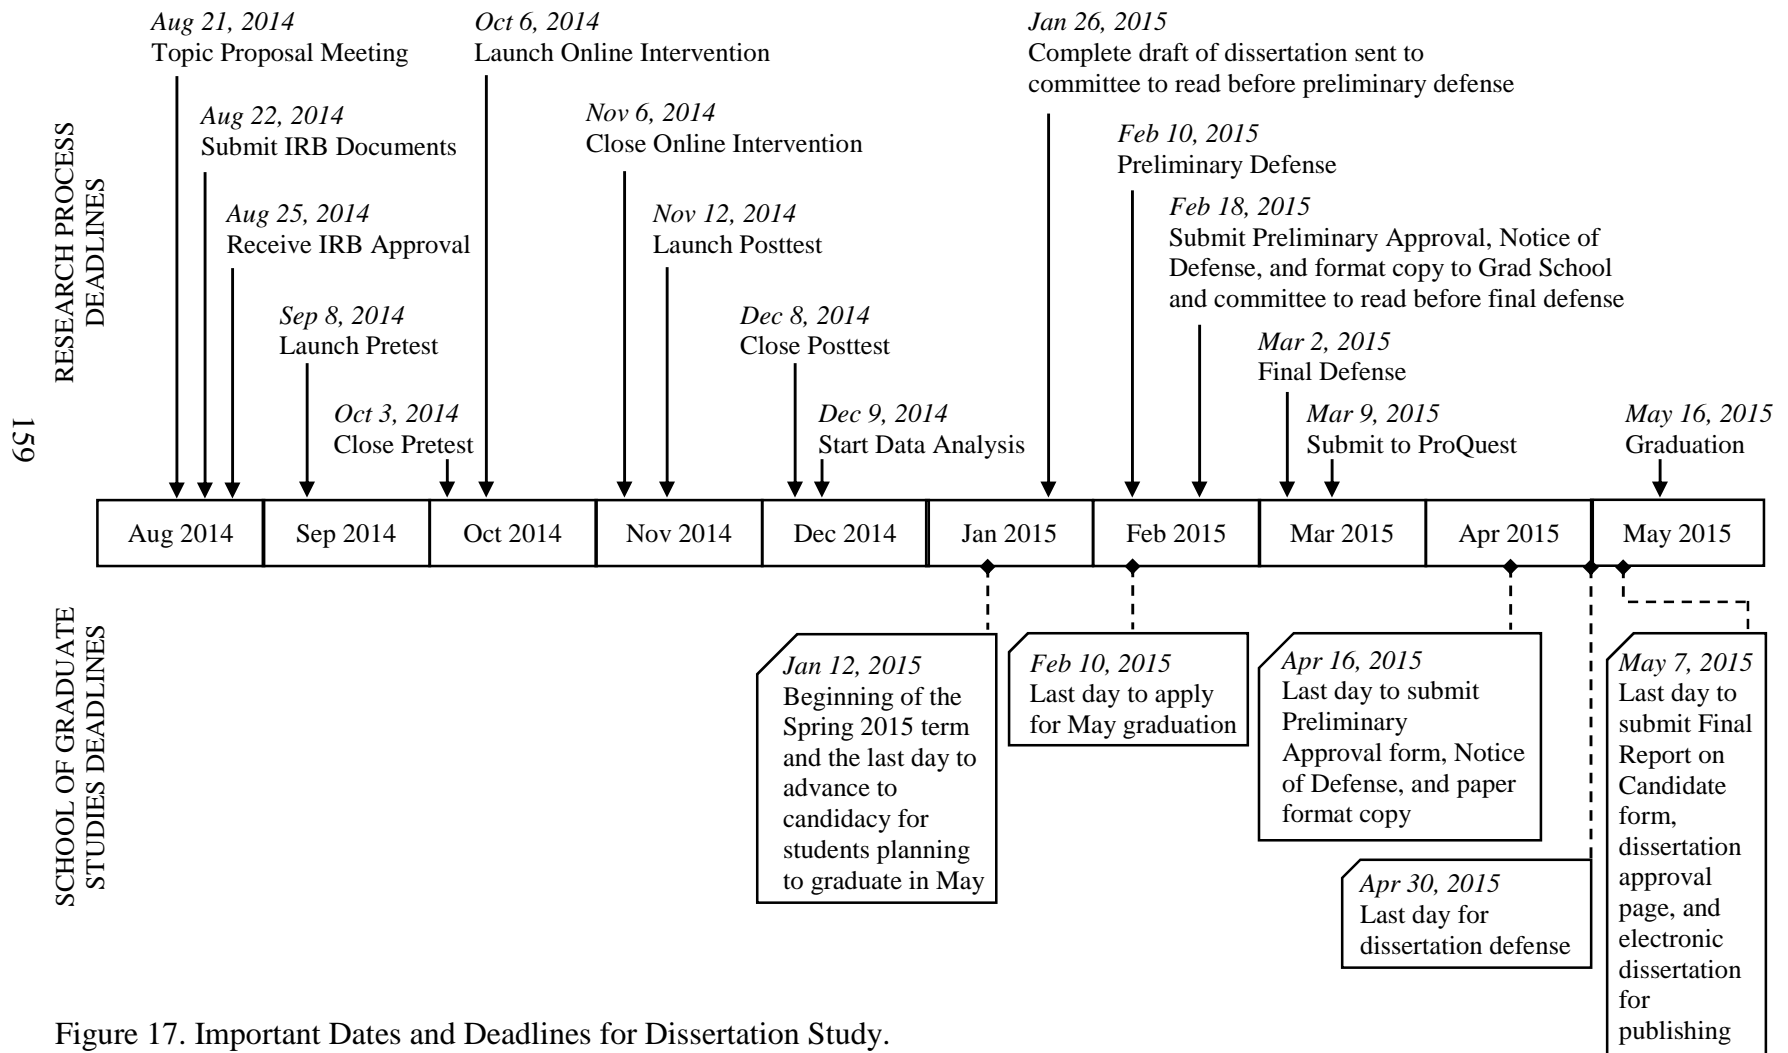 Aug 21, 2014
Topic Proposal Meeting
Oct 6, 2014
Launch Online Intervention
Jan 26, 2015
Complete draft of dissertation sent to
committee to read before preliminary defense
Aug 22, 2014
Submit IRB Documents
Nov 6, 2014
Close Online Intervention
Feb 10, 2015
Preliminary Defense
RESEARCH PROCESS
DEADLINES
Aug 25, 2014
Receive IRB Approval
Nov 12, 2014
Launch Posttest
Feb 18, 2015
Submit Preliminary Approval, Notice of
Defense, and format copy to Grad School
and committee to read before final defense
Sep 8, 2014
Launch Pretest
Dec 8, 2014
Close Posttest
Mar 2, 2015
Final Defense
Oct 3, 2014
Close Pretest
Dec 9, 2014
Start Data Analysis
Mar 9, 2015
Submit to ProQuest
May 16, 2015
Graduation
159
Aug 2014
Sep 2014
Oct 2014
Nov 2014
Dec 2014
Jan 2015
Feb 2015
Mar 2015
Apr 2015
May 2015
SCHOOL OF GRADUATE
STUDIES DEADLINES
Jan 12, 2015
Beginning of the
Spring 2015 term
and the last day to
advance to
candidacy for
students planning
to graduate in May
Feb 10, 2015
Last day to apply
for May graduation
Apr 16, 2015
Last day to submit
Preliminary
Approval form, Notice
of Defense, and paper
format copy
Apr 30, 2015
Last day for
dissertation defense
May 7, 2015
Last day to
submit Final
Report on
Candidate
form,
dissertation
approval
page, and
electronic
dissertation
for
publishing
Figure 17. Important Dates and Deadlines for Dissertation Study.